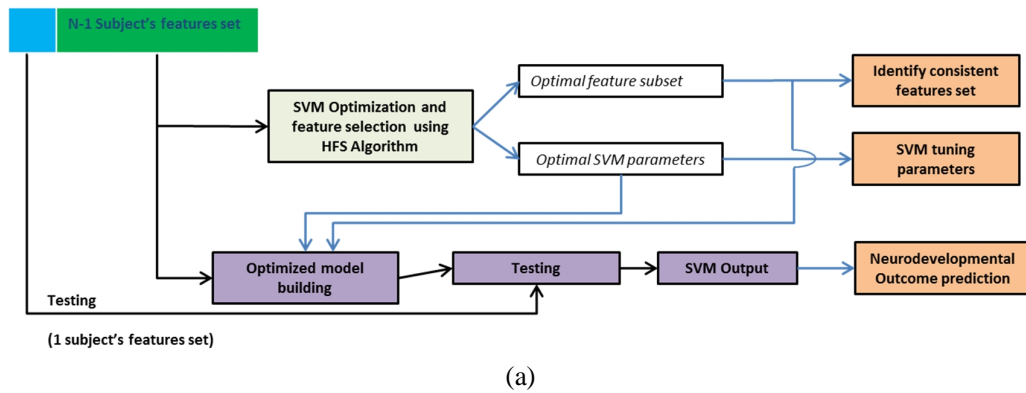 N-1 Subject's features set
SVM Optimization and
feature selection using
HFS Algorithm
Optimal feature subset
Optimal SVM parameters
Identify consistent
features set
SVM tuning
parameters
Optimized model
building
Testing
SVM Output
Neurodevelopmental
Outcome prediction
Testing
(1 subject's features set)
(a)